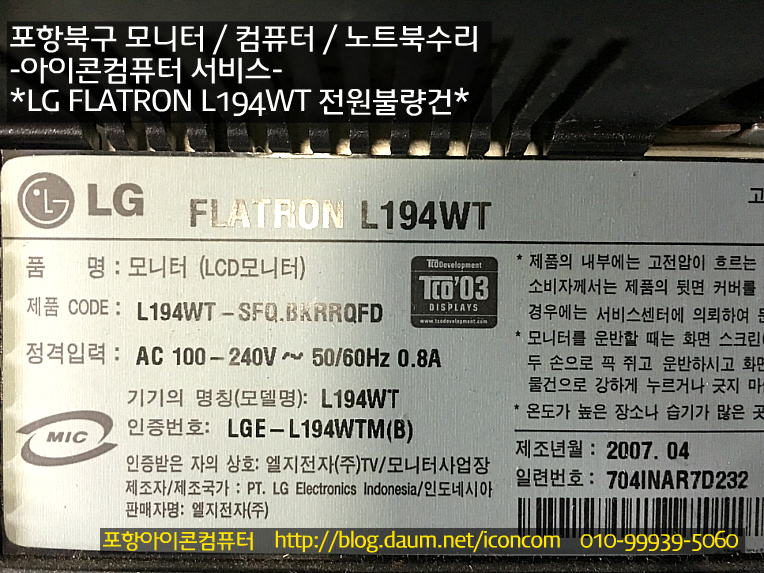 포항북구 모니터 / 컴퓨터 / 노트북수리
-아이콘컴퓨터 서비스-
*LG FLATRON L194WT 전원불량건*
LG FLATRON L194WT
고
품 명 : 모니터 (LCD모니터)
제품 CODE : L194WT-SFQ.BKRRQFD
정격입력 : AC 100-240V ~ 50/60Hz 0.8A
TCODevelopment
TCO'03
DISPLAYS
www.tcodevelopment.com
* 제품의 내부에는 고전압이 흐르는
소비자께서는 제품의 뒷면 커버를
경우에는 서비스센터에 의뢰하여
* 모니터를 운반할 때는 화면 스크린
두 손으로 꼭 쥐고 운반하시고 화면
물건으로 강하게 누르거나 긋지 마
* 온도가 높은 장소나 습기가 많은 곳
기기의 명칭(모델명) : L194WT
MIC
인증번호: LGE-L194WTM(B)
인증받은 자의 상호: 엘지전자(주)TV/모니터사업장
제조자/제조국가 : PT. LG Electronics Indonesia/인도네시아
판매자명: 엘지전자(주)
제조년월 : 2007. 04
일련번호 : 704INAR7D232
포항아이콘컴퓨터 http://blog.daum.net/iconcom 010-99939-5060